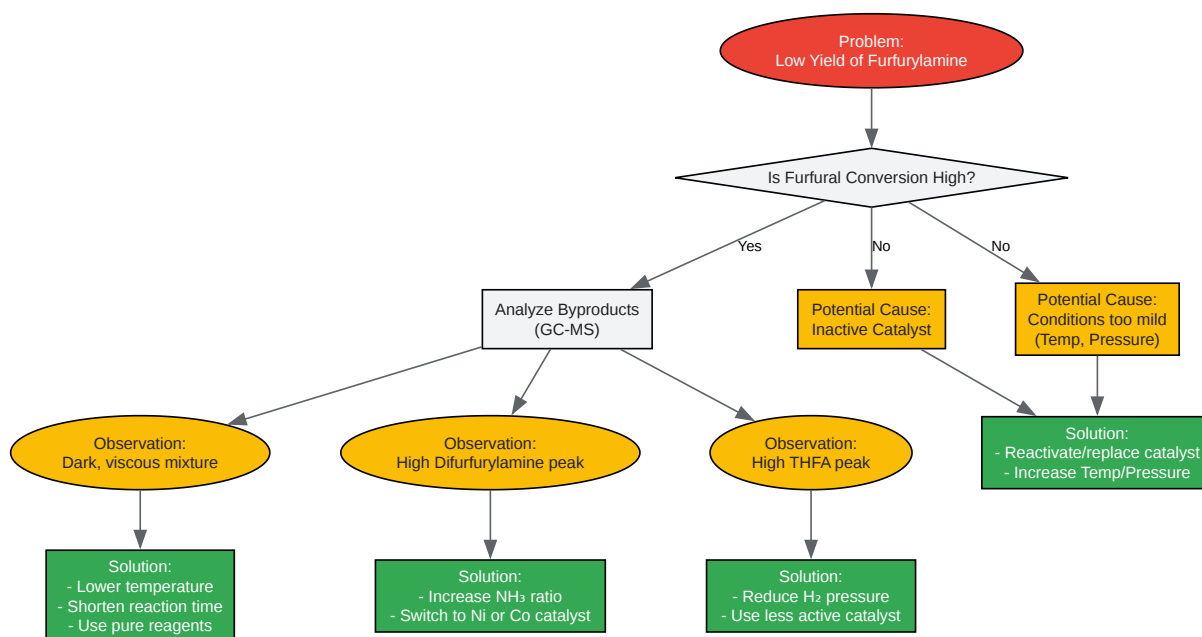 Problem:
Low Yield of Furfurylamine
Is Furfural Conversion High?
Yes
No
No
Analyze Byproducts
(GC-MS)
Potential Cause:
Inactive Catalyst
Potential Cause:
Conditions too mild
(Temp, Pressure)
Observation:
Dark, viscous mixture
Observation:
High Difurfurylamine peak
Observation:
High THFA peak
Solution:
- Reactivate/replace catalyst
- Increase Temp/Pressure
Solution:
- Lower temperature
- Shorten reaction time
- Use pure reagents
Solution:
- Increase NH₃ ratio
- Switch to Ni or Co catalyst
Solution:
- Reduce H₂ pressure
- Use less active catalyst